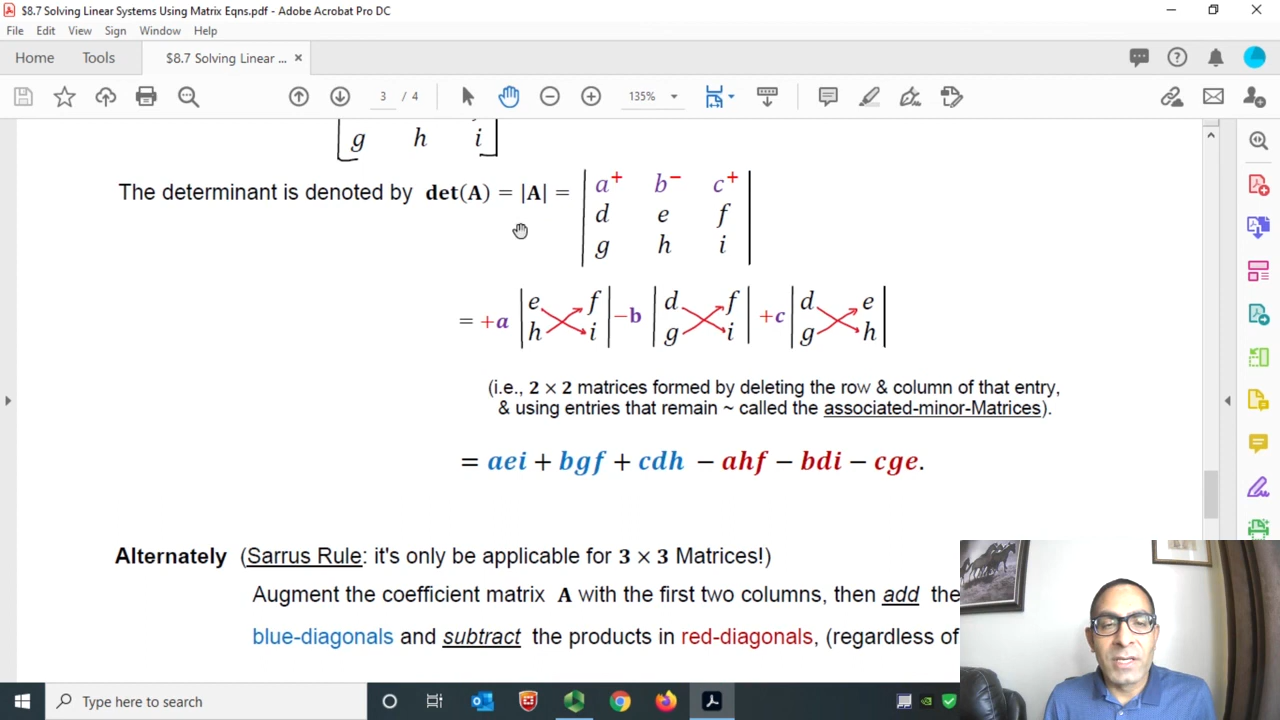 $8.7 Solving Linear Systems Using Matrix Eqns.pdf - Adobe Acrobat Pro DC
File Edit View Sign Window Help
Home Tools $8.7 Solving Linear ... ×
3 / 4 135%
g h i
The determinant is denoted by det(A) = |A| = | a⁺ b⁻ c⁺ |
d e f
g h i
= +a | e f | −b | d f | +c | d e |
h i g i g h
(i.e., 2 × 2 matrices formed by deleting the row & column of that entry,
& using entries that remain ~ called the associated-minor-Matrices).
= aei + bgf + cdh − ahf − bdi − cge.
Alternately (Sarrus Rule: it's only be applicable for 3 × 3 Matrices!)
Augment the coefficient matrix A with the first two columns, then add the
blue-diagonals and subtract the products in red-diagonals, (regardless of
Type here to search